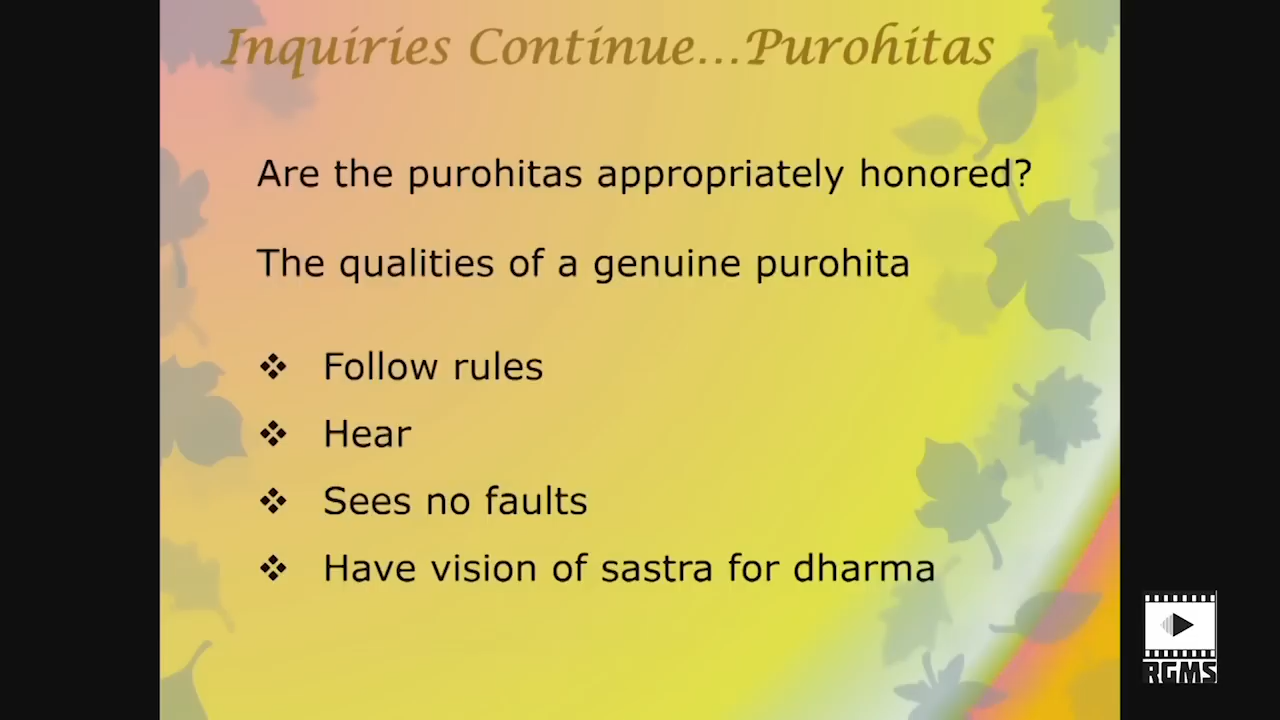 Inquiries Continue...Purohitas
Are the purohitas appropriately honored?
The qualities of a genuine purohita
❖ Follow rules
❖ Hear
❖ Sees no faults
❖ Have vision of sastra for dharma
RGMS